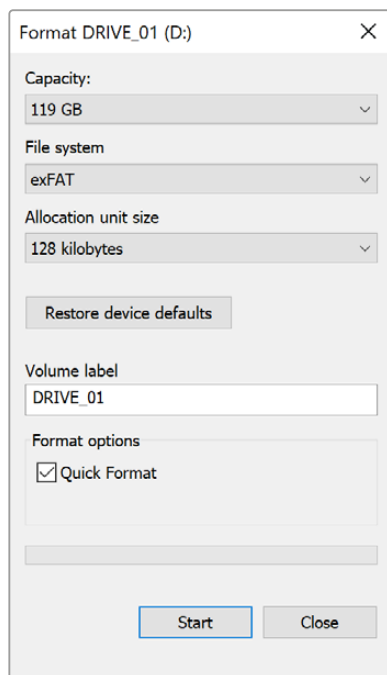 Format DRIVE_01 (D:)
Capacity:
119 GB
File system
exFAT
Allocation unit size
128 kilobytes
Restore device defaults
Volume label
DRIVE_01
Format options
Quick Format
Start Close